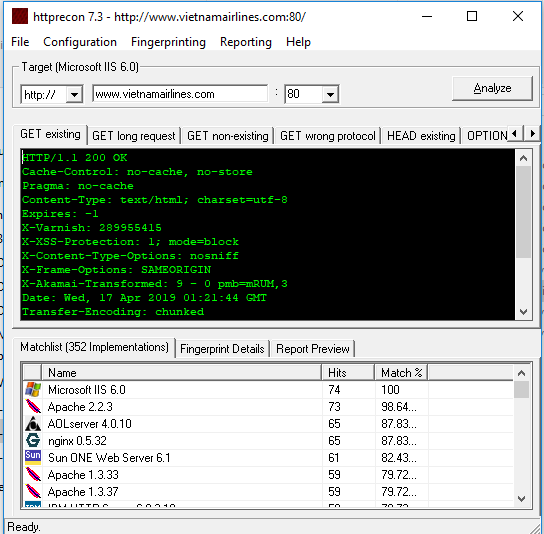 httprecon 7.3 - http://www.vietnamairlines.com:80/
File Configuration Fingerprinting Reporting Help
Target (Microsoft IIS 6.0)
http:// www.vietnamairlines.com : 80 Analyze
GET existing GET long request GET non-existing GET wrong protocol HEAD existing OPTION
HTTP/1.1 200 OK
Cache-Control: no-cache, no-store
Pragma: no-cache
Content-Type: text/html; charset=utf-8
Expires: -1
X-Varnish: 289955415
X-XSS-Protection: 1; mode=block
X-Content-Type-Options: nosniff
X-Frame-Options: SAMEORIGIN
X-Akamai-Transformed: 9 - 0 pmb=mRUM,3
Date: Wed, 17 Apr 2019 01:21:44 GMT
Transfer-Encoding: chunked
Matchlist (352 Implementations) Fingerprint Details Report Preview
Name Hits Match %
Microsoft IIS 6.0 74 100
Apache 2.2.3 73 98.64...
AOLserver 4.0.10 65 87.83...
nginx 0.5.32 65 87.83...
Sun Sun ONE Web Server 6.1 61 82.43...
Apache 1.3.33 59 79.72...
Apache 1.3.37 59 79.72...
Ready.